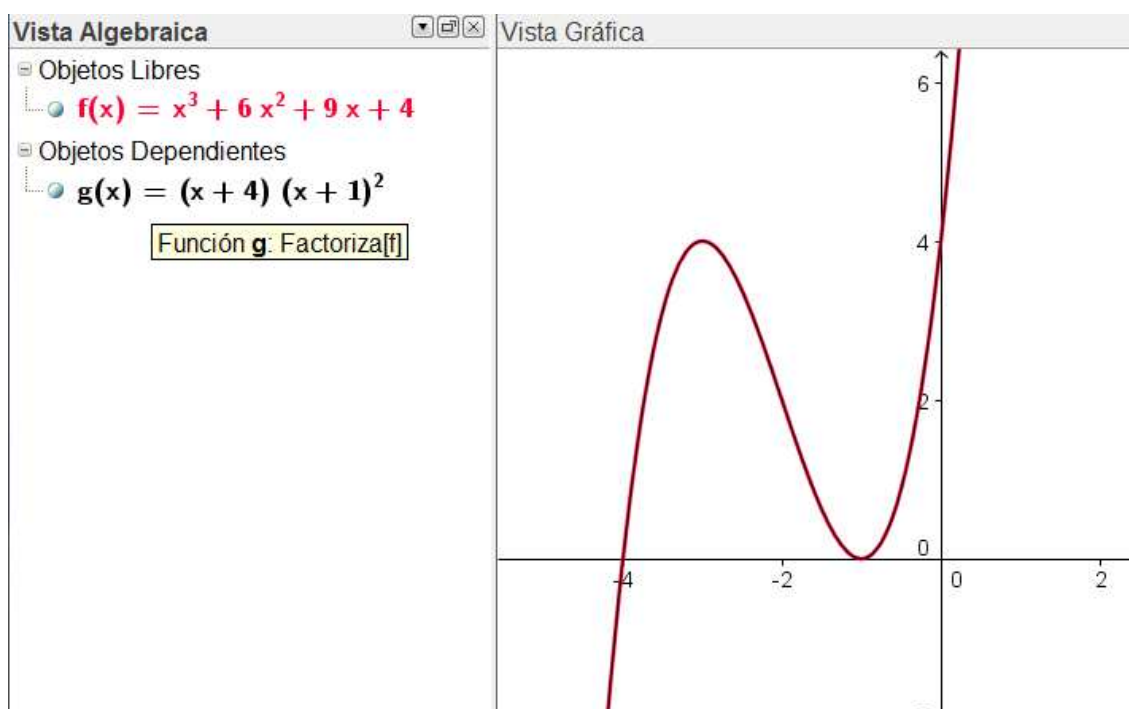 Vista Algebraica
Objetos Libres
f(x) = x³ + 6 x² + 9 x + 4
Objetos Dependientes
g(x) = (x + 4) (x + 1)²
Función g: Factoriza[f]
Vista Gráfica
6
4
2
0
-4 -2 0 2